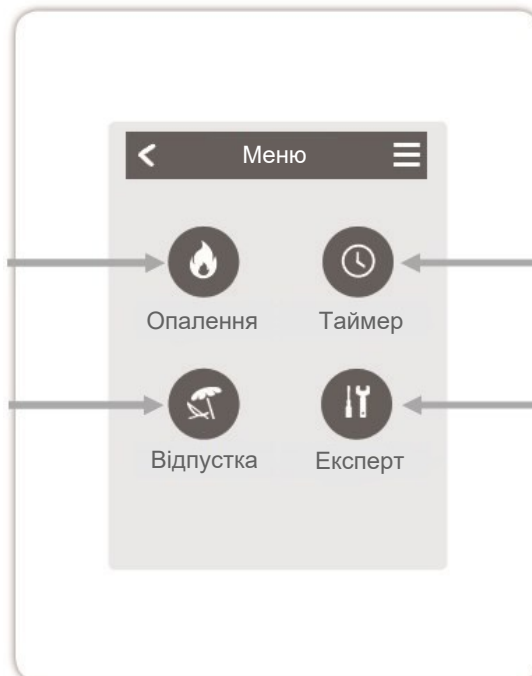 Меню
Опалення
Таймер
Відпустка
Експерт